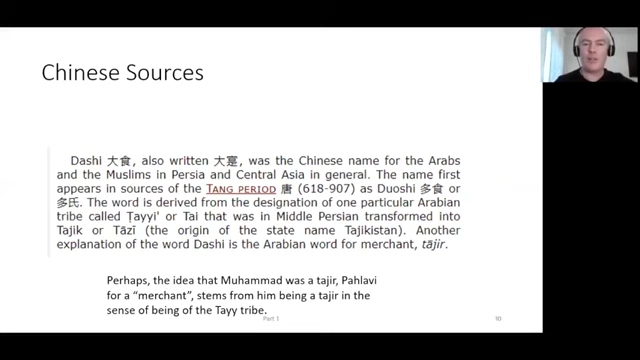 Chinese Sources
Dashi 大食, also written 大寔, was the Chinese name for the Arabs
and the Muslims in Persia and Central Asia in general. The name first
appears in sources of the TANG PERIOD 唐 (618-907) as Duoshi 多食 or
多氏. The word is derived from the designation of one particular Arabian
tribe called Ṭayyi' or Tai that was in Middle Persian transformed into
Tajik or Tāzī (the origin of the state name Tajikistan). Another
explanation of the word Dashi is the Arabian word for merchant, tājir.
Perhaps, the idea that Muhammad was a tajir, Pahlavi
for a “merchant”, stems from him being a tajir in the
sense of being of the Tayy tribe.
Part 1